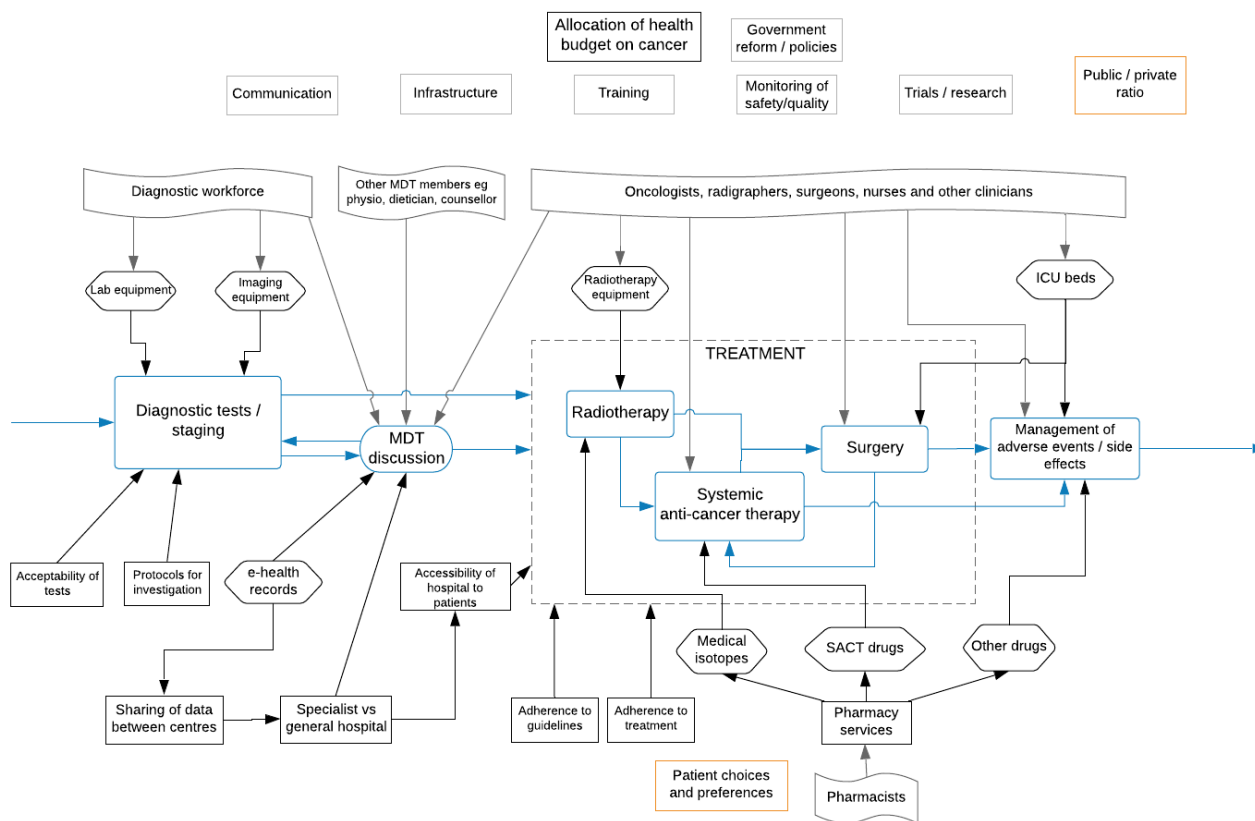 Allocation of health
budget on cancer
Government
reform / policies
Communication
Infrastructure
Training
Monitoring of
safety/quality
Trials / research
Public / private
ratio
Diagnostic workforce
Other MDT members eg
physio, dietician, counsellor
Oncologists, radigraphers, surgeons, nurses and other clinicians
Lab equipment
Imaging
equipment
Radiotherapy
equipment
ICU beds
TREATMENT
Diagnostic tests /
staging
MDT
discussion
Radiotherapy
Surgery
Management of
adverse events / side
effects
Systemic
anti-cancer therapy
Acceptability of
tests
Protocols for
investigation
e-health
records
Accessibility of
hospital to
patients
Medical
isotopes
SACT drugs
Other drugs
Sharing of data
between centres
Specialist vs
general hospital
Adherence to
guidelines
Adherence to
treatment
Pharmacy
services
Patient choices
and preferences
Pharmacists